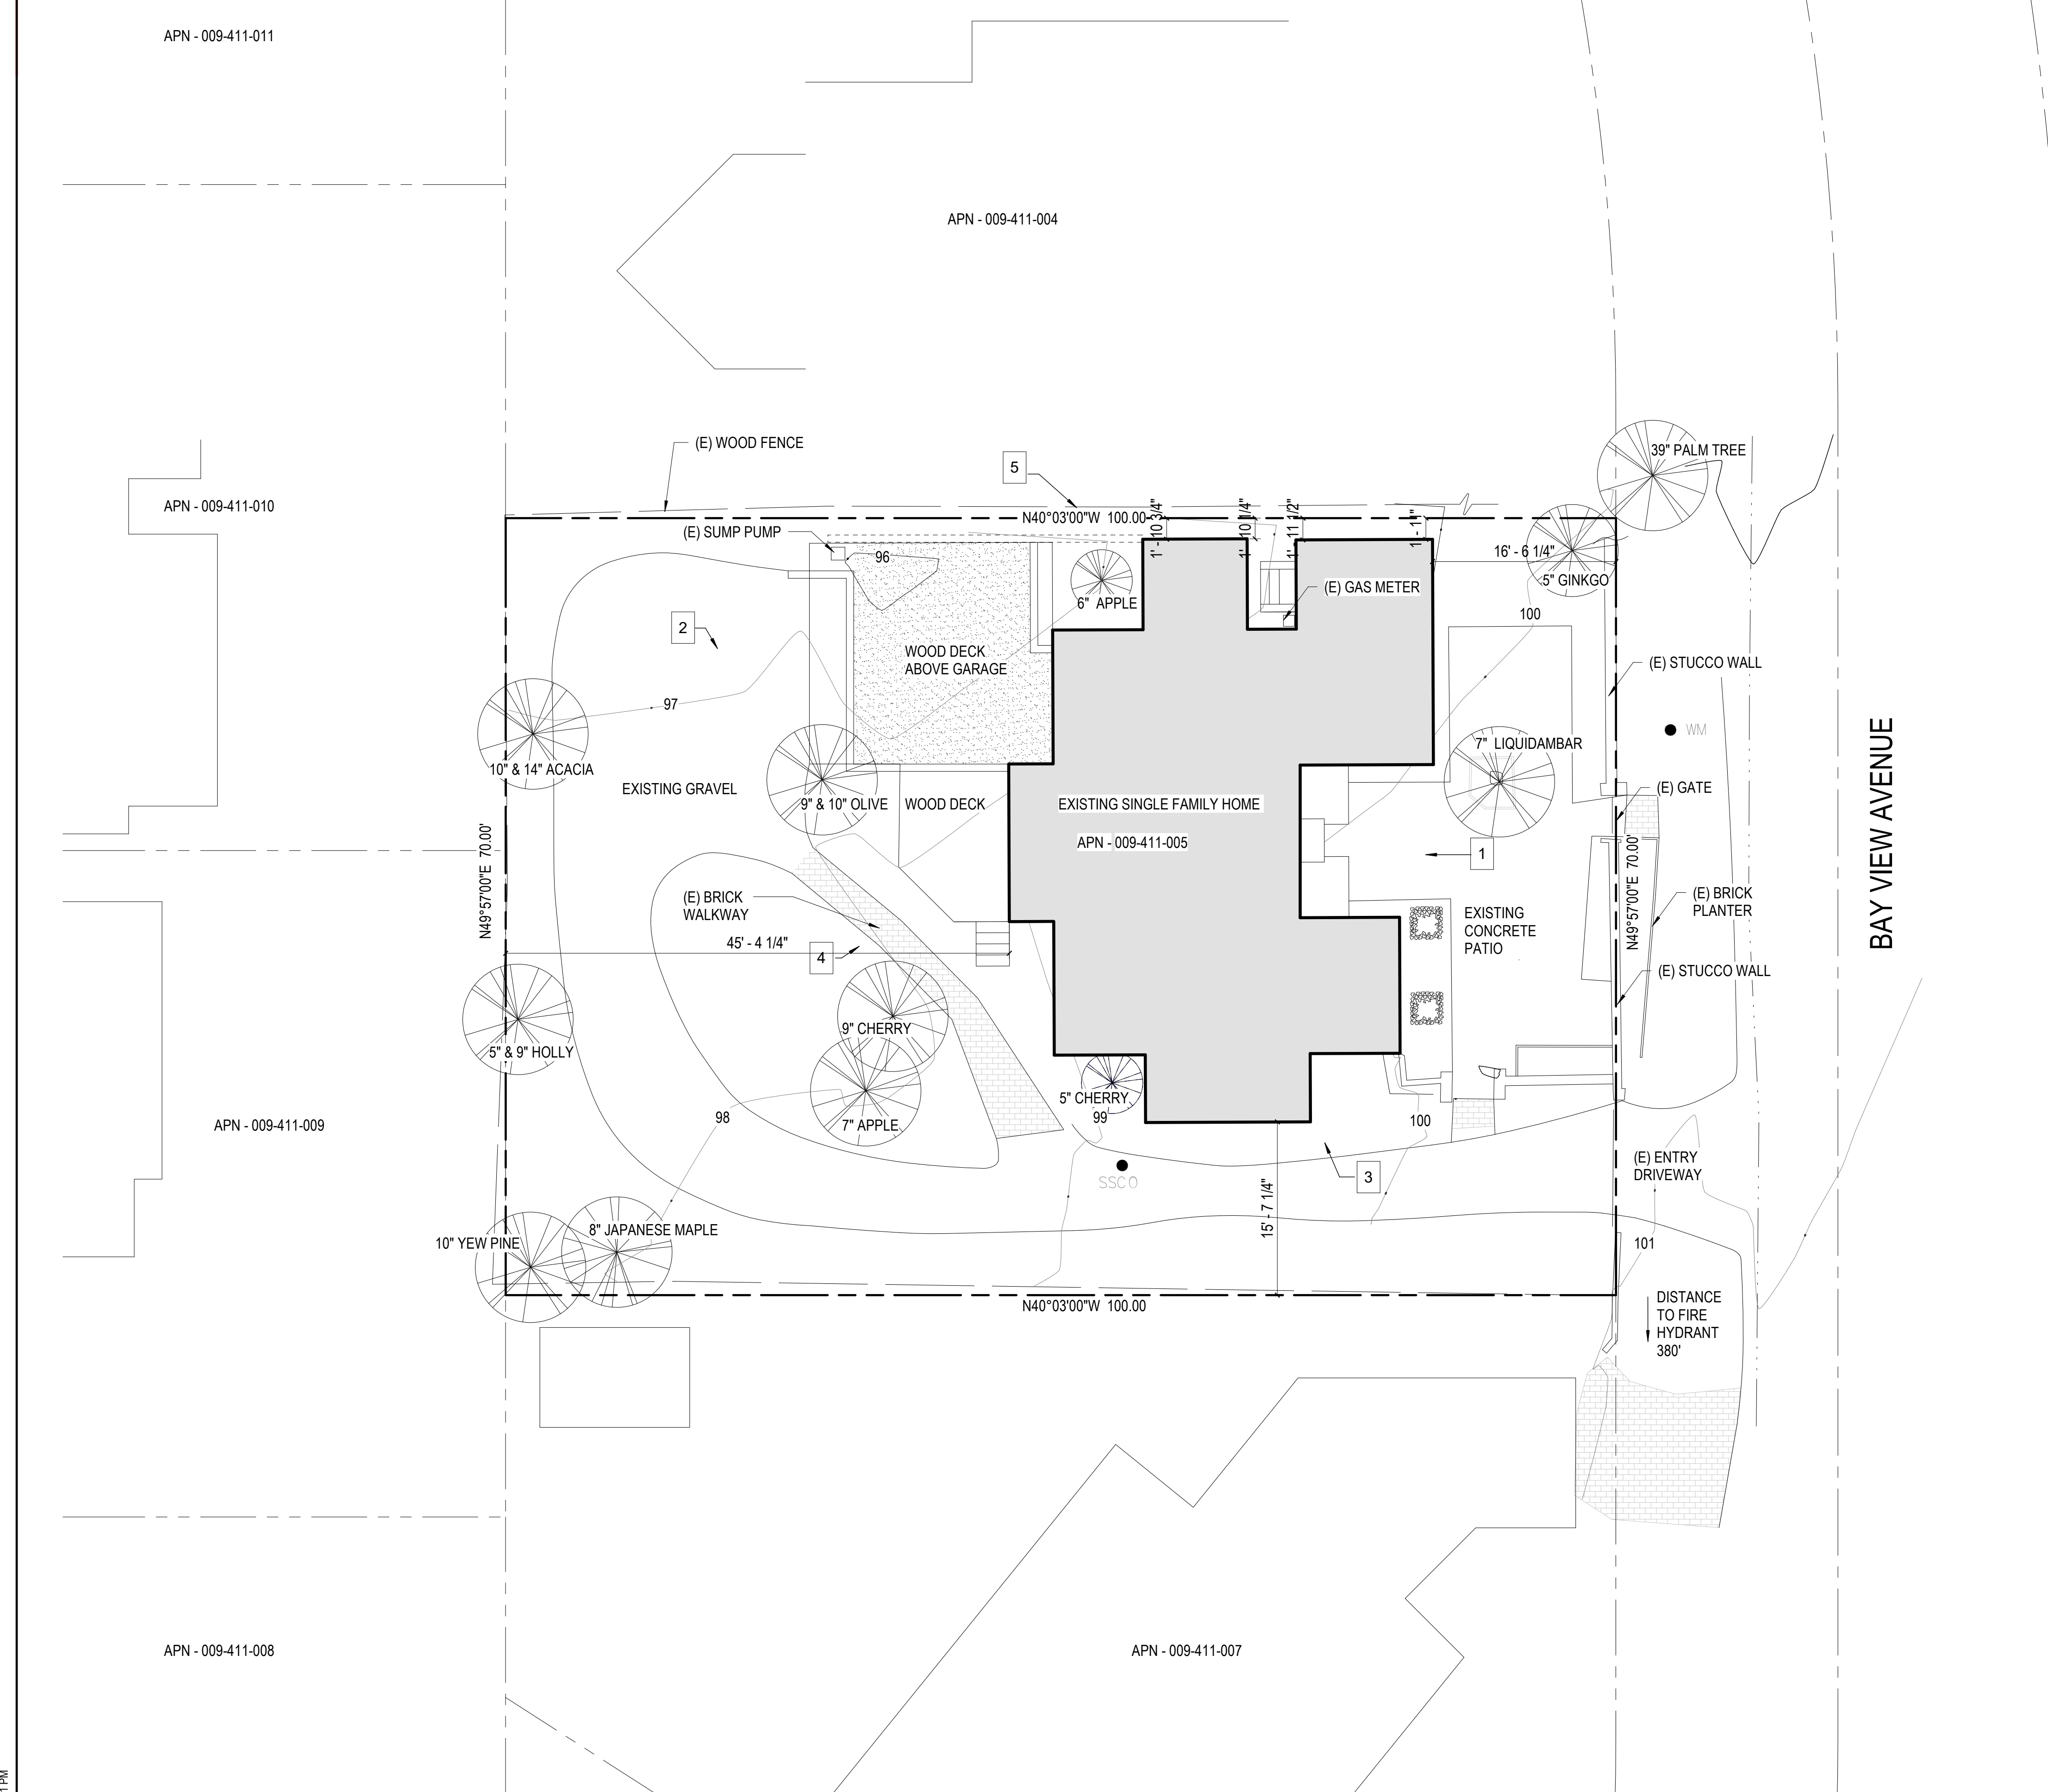 APN - 009-411-011
APN - 009-411-004
(E) WOOD FENCE
39" PALM TREE
5
APN - 009-411-010
N40°03'00"W 100.00'
1' - 10 3/4"
1' - 10 1/4"
1' - 11 1/2"
1' - 11"
(E) SUMP PUMP
96
16' - 6 1/4"
5" GINKGO
(E) GAS METER
6" APPLE
100
2
WOOD DECK
ABOVE GARAGE
(E) STUCCO WALL
97
WM
7" LIQUIDAMBAR
10" & 14" ACACIA
EXISTING GRAVEL
(E) GATE
9" & 10" OLIVE
WOOD DECK
EXISTING SINGLE FAMILY HOME
APN - 009-411-005
BAY VIEW AVENUE
1
N49°57'00"E 70.00'
N49°57'00"E 70.00'
(E) BRICK
WALKWAY
(E) BRICK
PLANTER
EXISTING
CONCRETE
PATIO
45' - 4 1/4"
4
(E) STUCCO WALL
9" CHERRY
5" & 9" HOLLY
5" CHERRY
99
98
7" APPLE
100
APN - 009-411-009
(E) ENTRY
DRIVEWAY
3
SSCO
15' - 7 1/4"
8" JAPANESE MAPLE
10" YEW PINE
101
N40°03'00"W 100.00
DISTANCE
TO FIRE
HYDRANT
380'
APN - 009-411-008
APN - 009-411-007